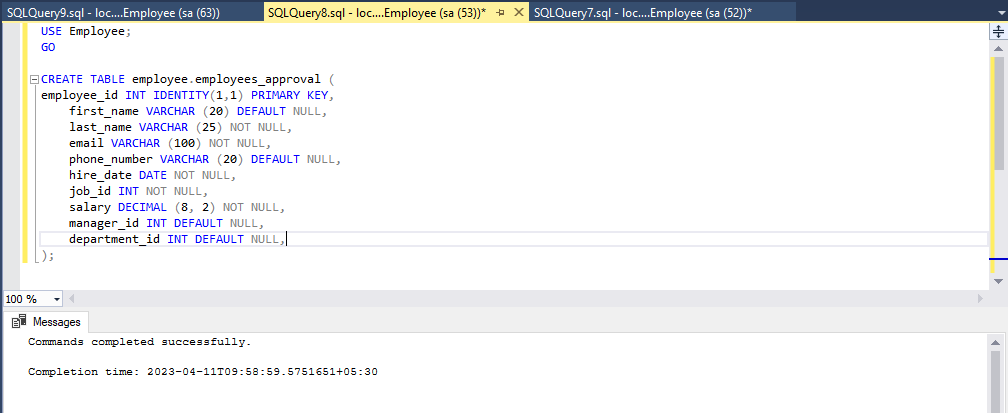 SQLQuery9.sql - loc....Employee (sa (63)) SQLQuery8.sql - loc....Employee (sa (53))* SQLQuery7.sql - loc....Employee (sa (52))*
USE Employee;
GO
CREATE TABLE employee.employees_approval (
employee_id INT IDENTITY(1,1) PRIMARY KEY,
first_name VARCHAR (20) DEFAULT NULL,
last_name VARCHAR (25) NOT NULL,
email VARCHAR (100) NOT NULL,
phone_number VARCHAR (20) DEFAULT NULL,
hire_date DATE NOT NULL,
job_id INT NOT NULL,
salary DECIMAL (8, 2) NOT NULL,
manager_id INT DEFAULT NULL,
department_id INT DEFAULT NULL,
);
100 %
Messages
Commands completed successfully.
Completion time: 2023-04-11T09:58:59.5751651+05:30